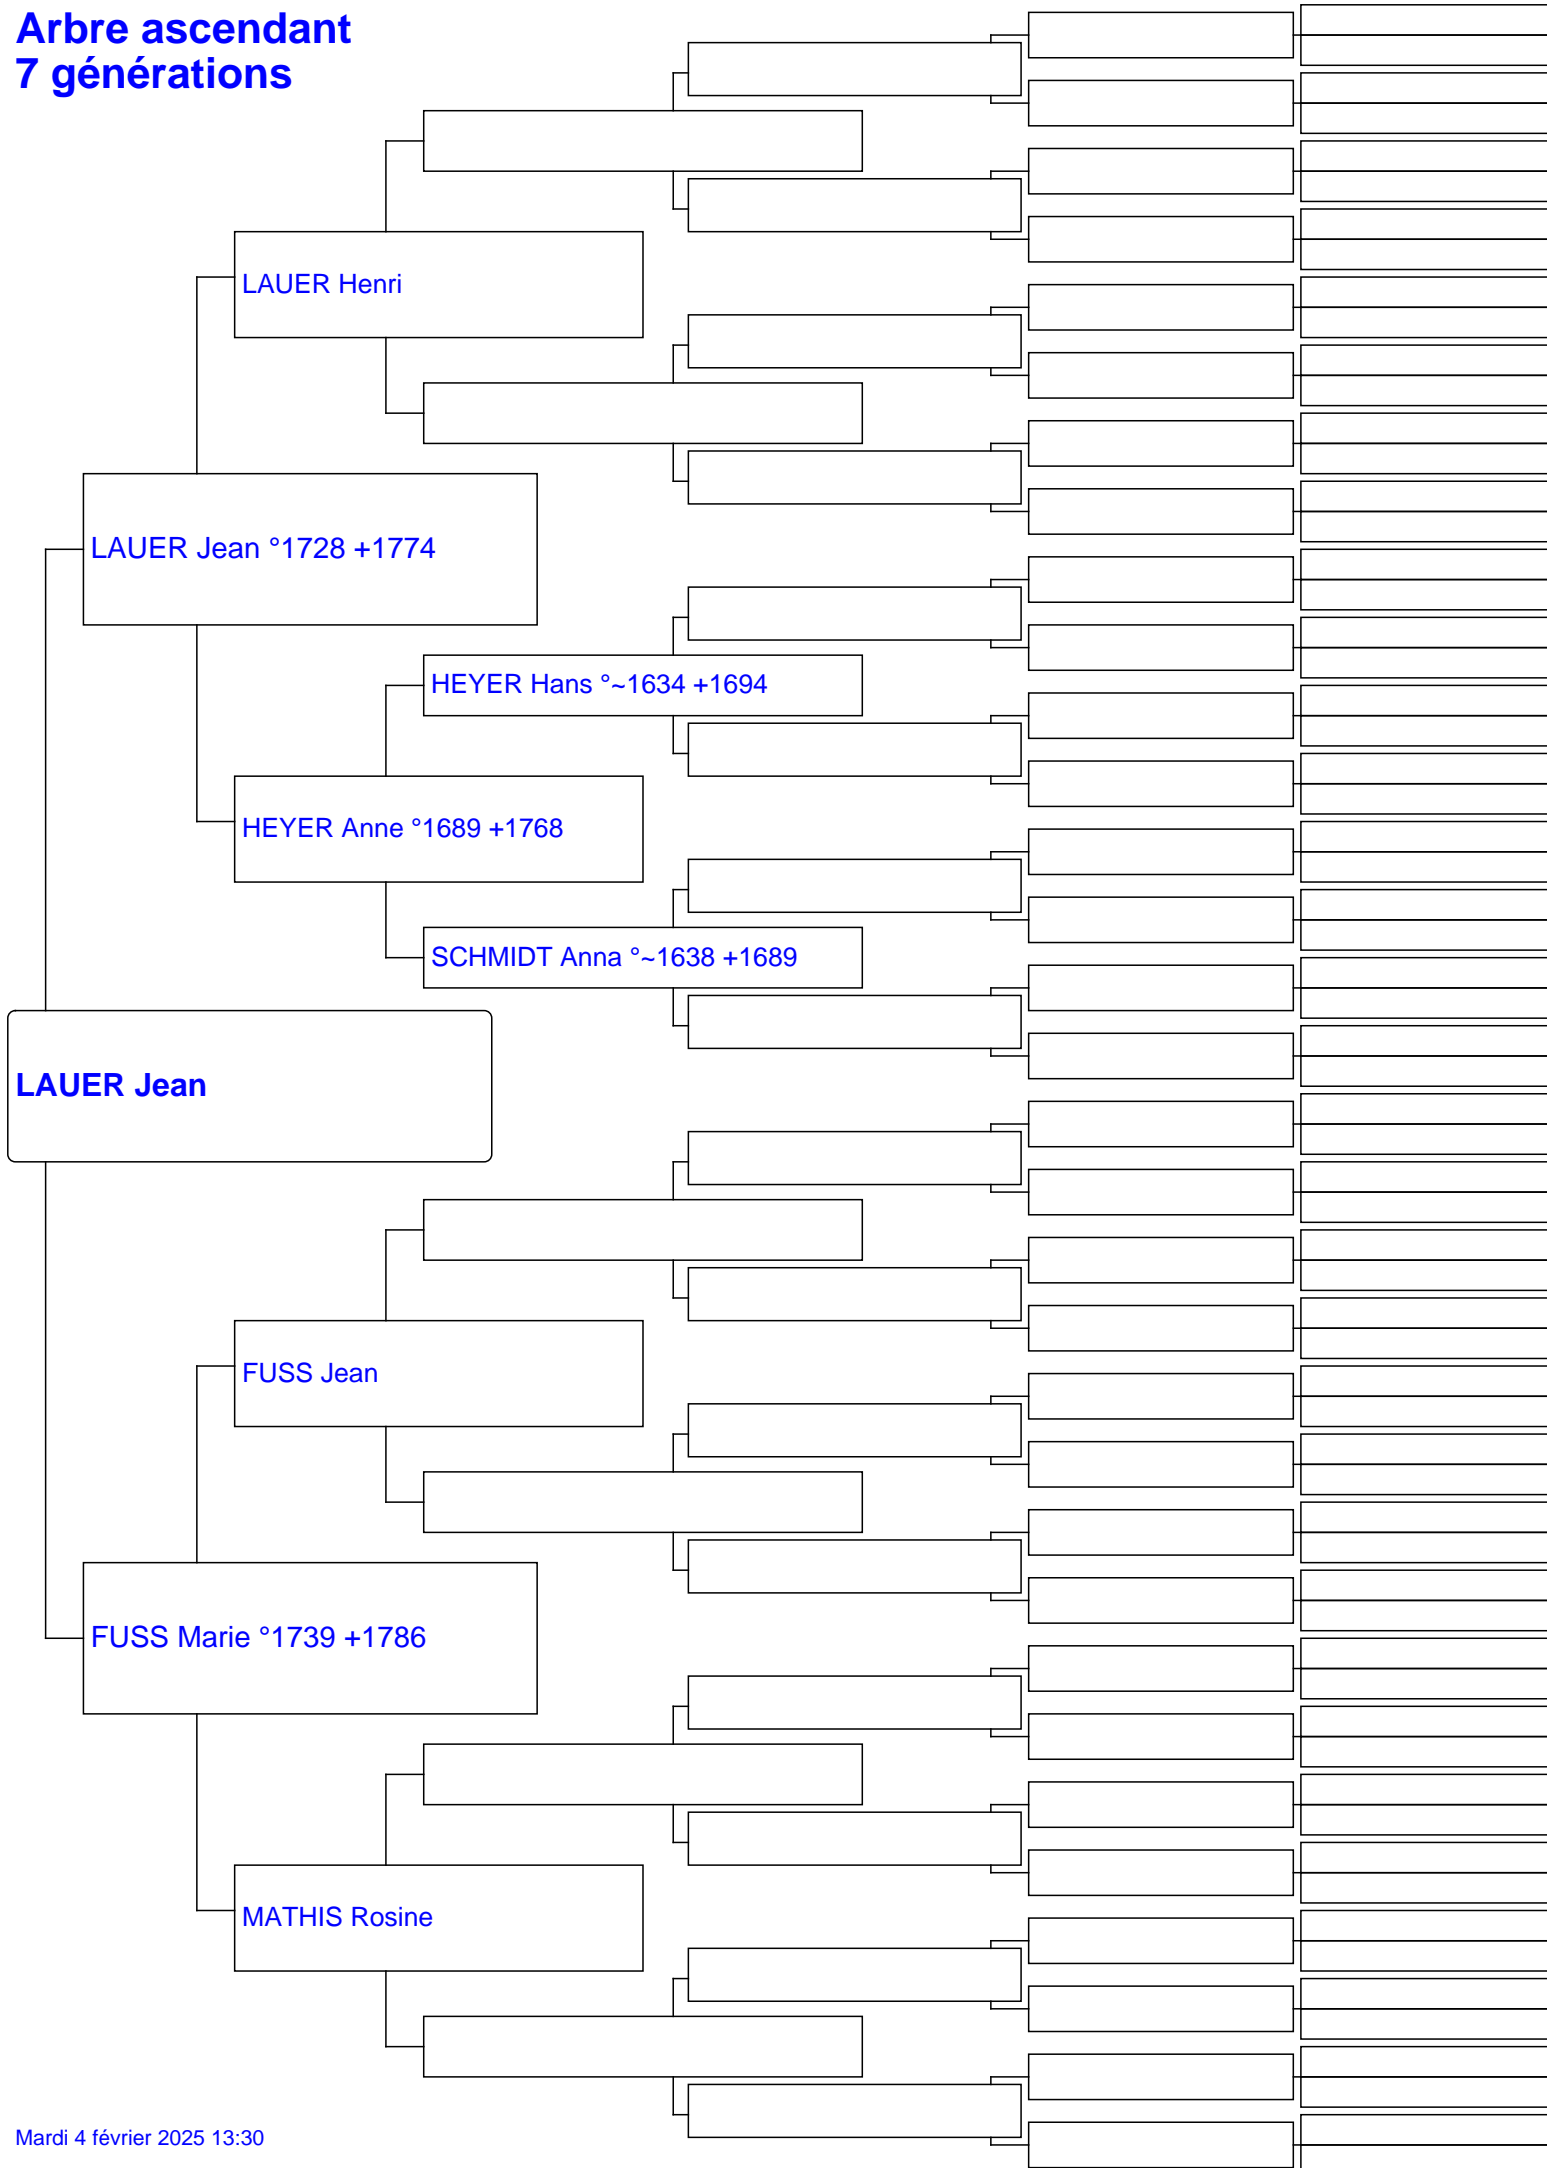 Arbre ascendant
7 générations
LAUER Henri
LAUER Jean °1728 +1774
HEYER Hans °~1634 +1694
HEYER Anne °1689 +1768
SCHMIDT Anna °~1638 +1689
LAUER Jean
FUSS Jean
FUSS Marie °1739 +1786
MATHIS Rosine
Mardi 4 février 2025 13:30